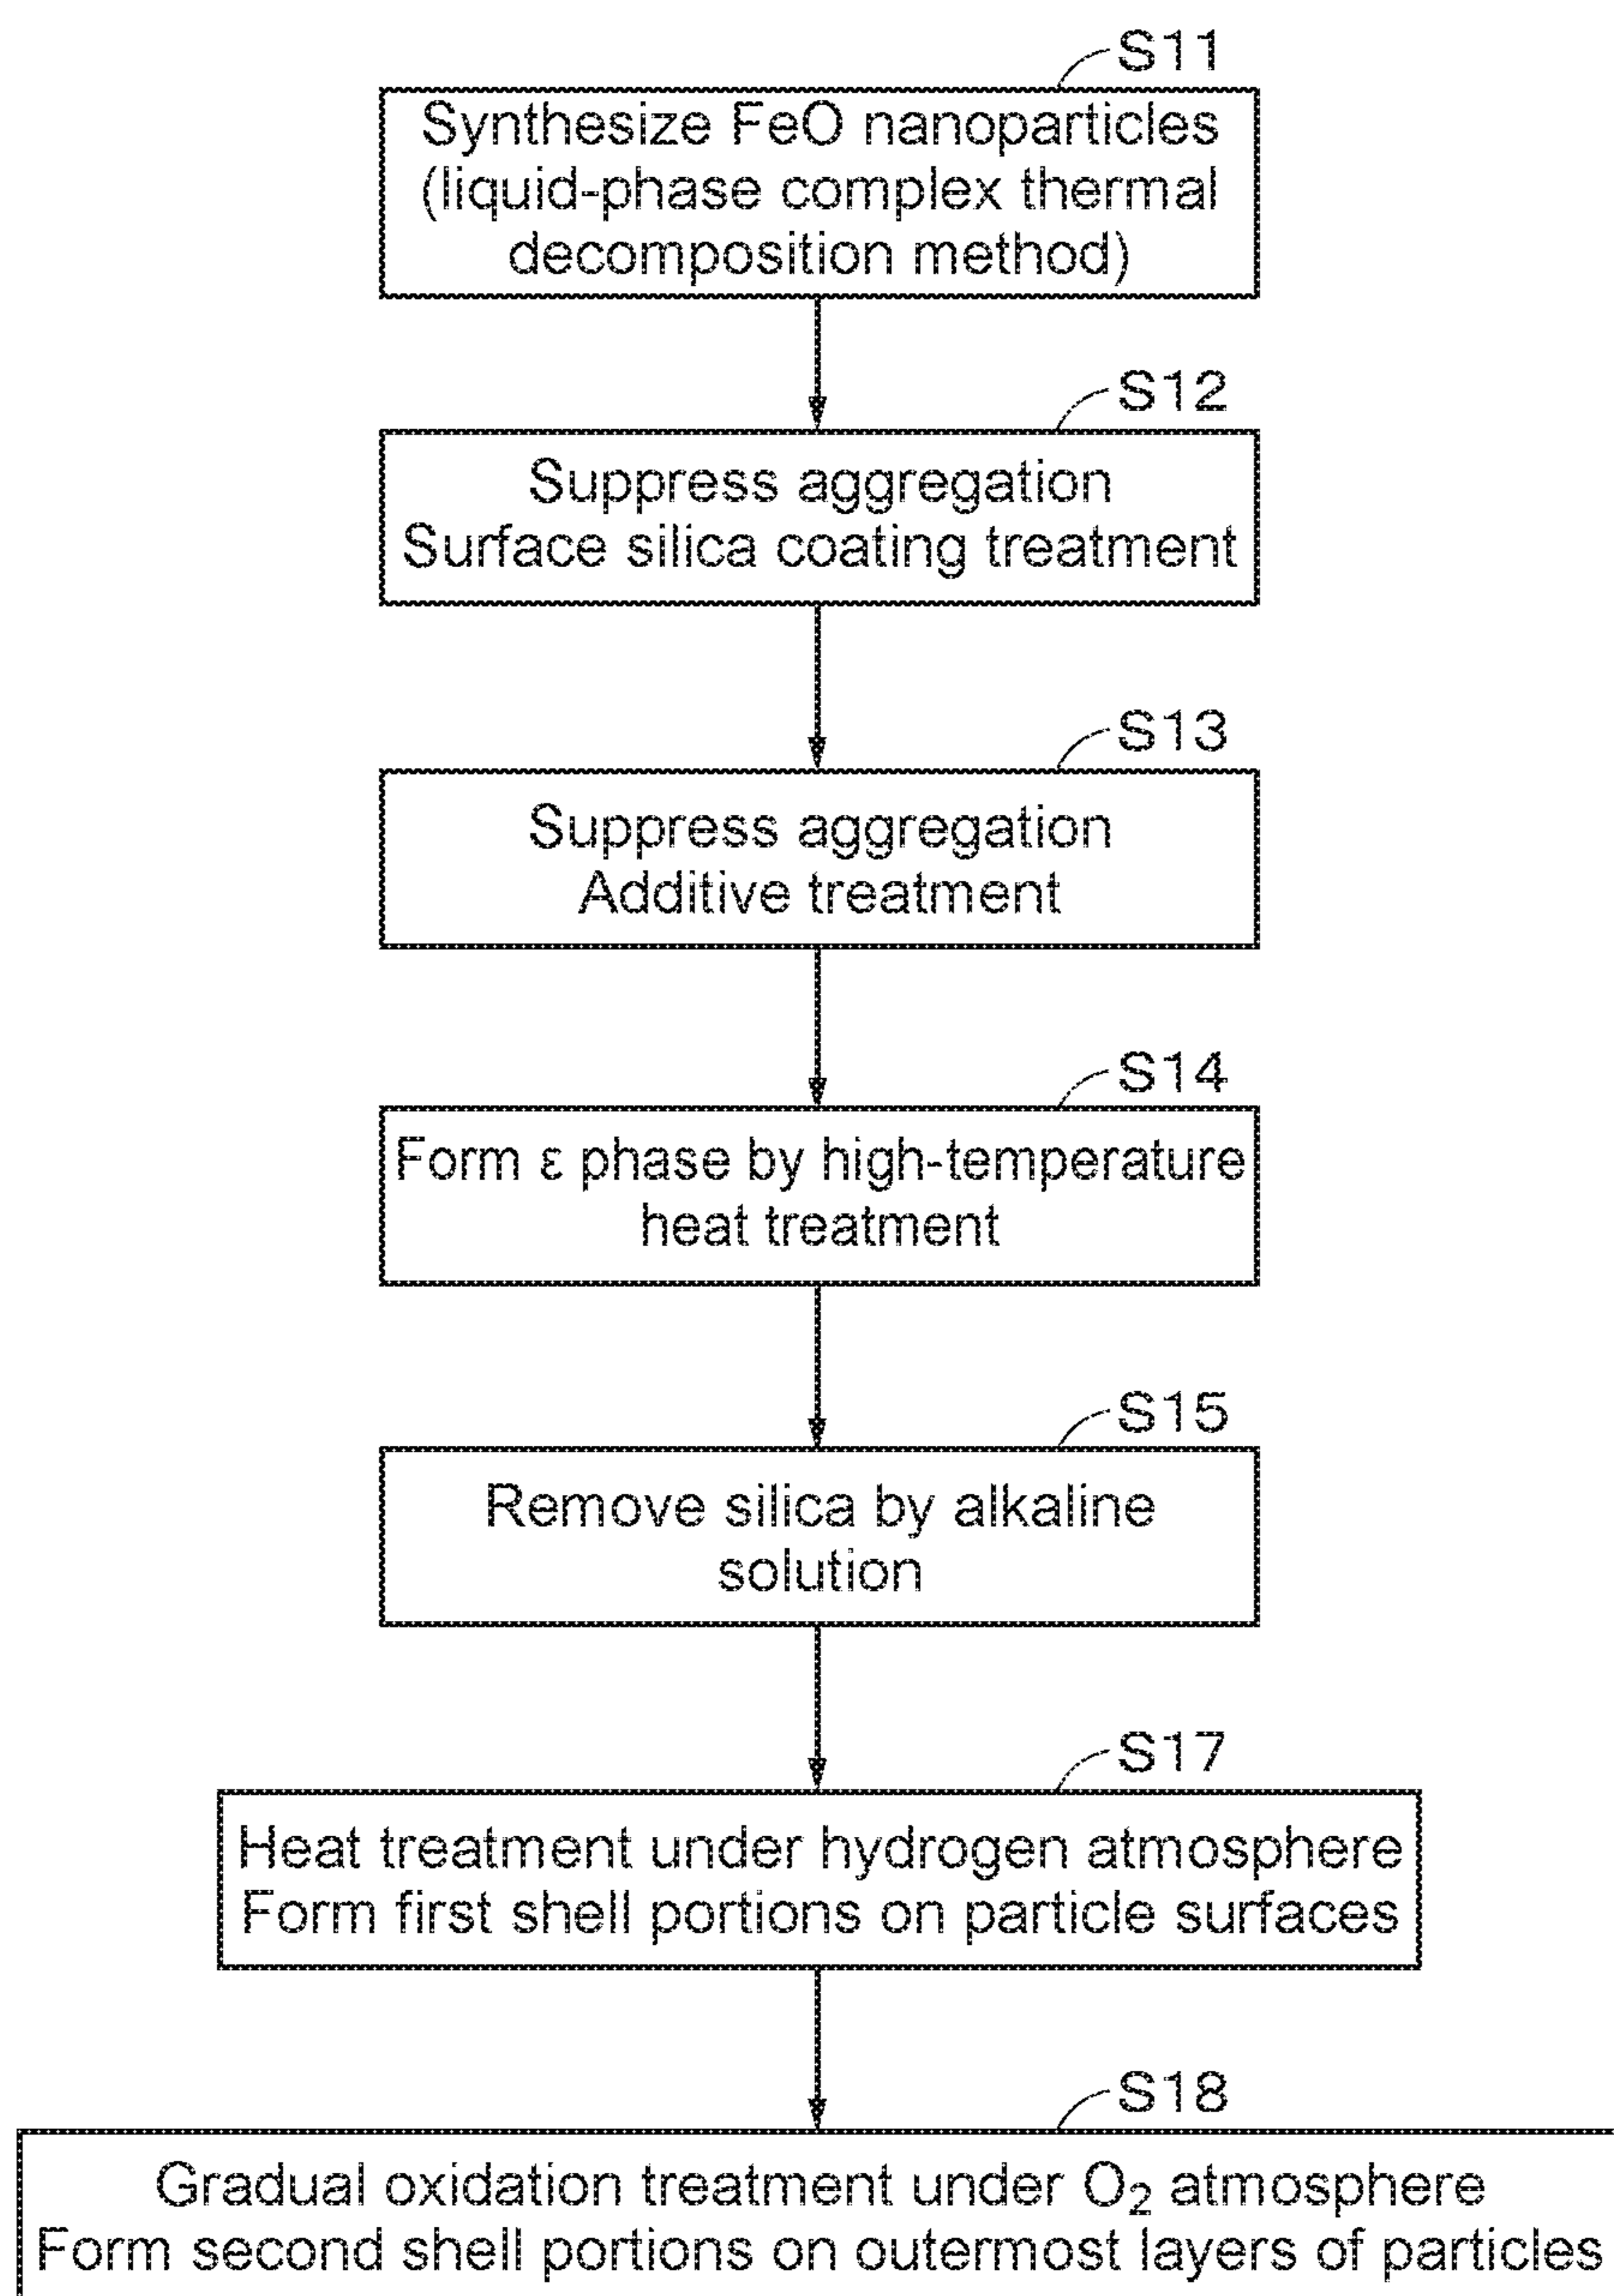 S11
Synthesize FeO nanoparticles
(liquid-phase complex thermal
decomposition method)
S12
Suppress aggregation
Surface silica coating treatment
S13
Suppress aggregation
Additive treatment
S14
Form ε phase by high-temperature
heat treatment
S15
Remove silica by alkaline
solution
S17
Heat treatment under hydrogen atmosphere
Form first shell portions on particle surfaces
S18
Gradual oxidation treatment under O₂ atmosphere
Form second shell portions on outermost layers of particles